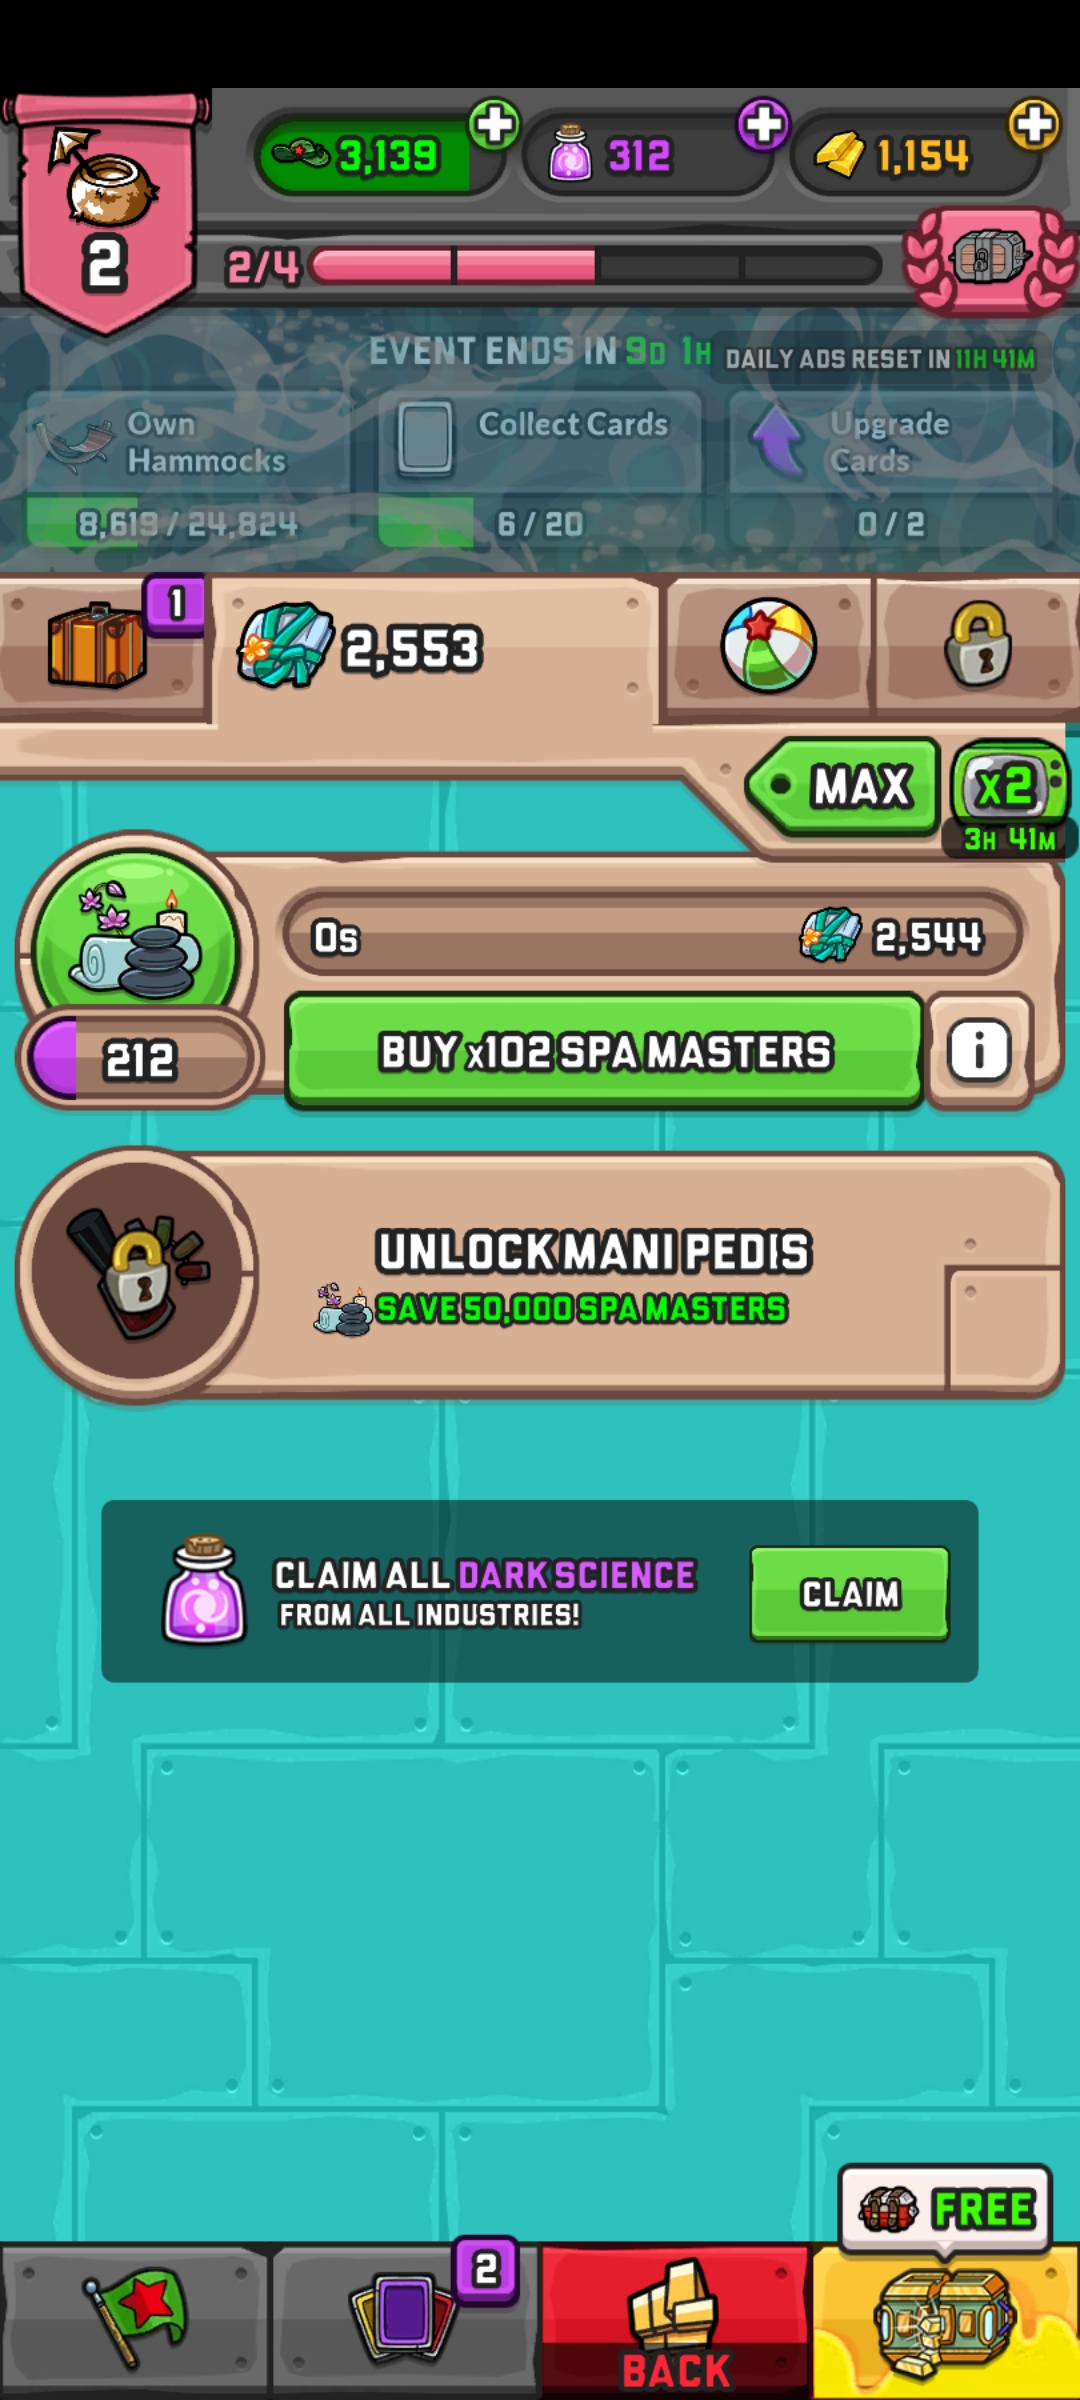 3,139
312
1,154
2
2/4
EVENT ENDS IN 9D 1H
DAILY ADS RESET IN 11H 41M
Own
Hammocks
8,619 / 24,824
Collect Cards
6 / 20
Upgrade
Cards
0 / 2
1
2,553
MAX
x2
3H 41M
0s
2,544
212
BUY x102 SPA MASTERS
i
UNLOCK MANI PEDIS
SAVE 50,000 SPA MASTERS
CLAIM ALL DARK SCIENCE
FROM ALL INDUSTRIES!
CLAIM
FREE
2
BACK